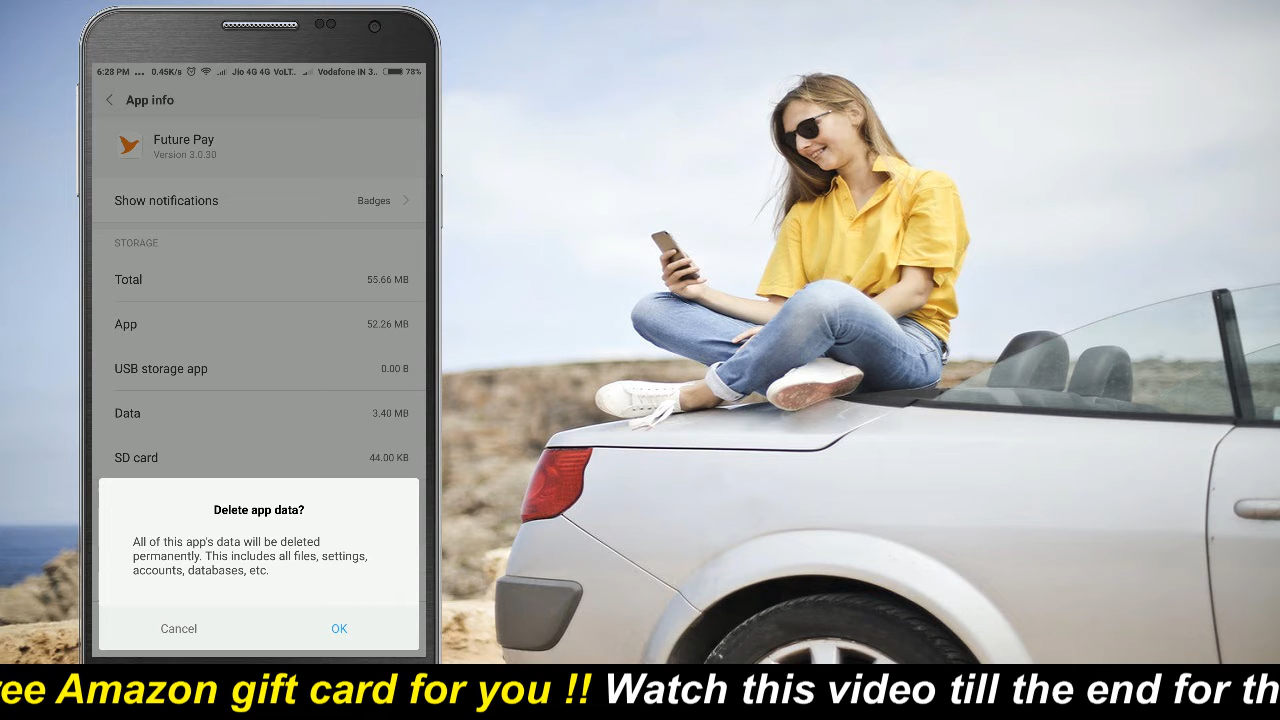 6:28 PM ... 0.45K/s Jio 4G 4G VoLT.. Vodafone IN 3.. 78%
App info
Future Pay
Version 3.0.30
Show notifications Badges
STORAGE
Total 55.66 MB
App 52.26 MB
USB storage app 0.00 B
Data 3.40 MB
SD card 44.00 KB
Delete app data?
All of this app's data will be deleted
permanently. This includes all files, settings,
accounts, databases, etc.
Cancel OK
ree Amazon gift card for you !! Watch this video till the end for th